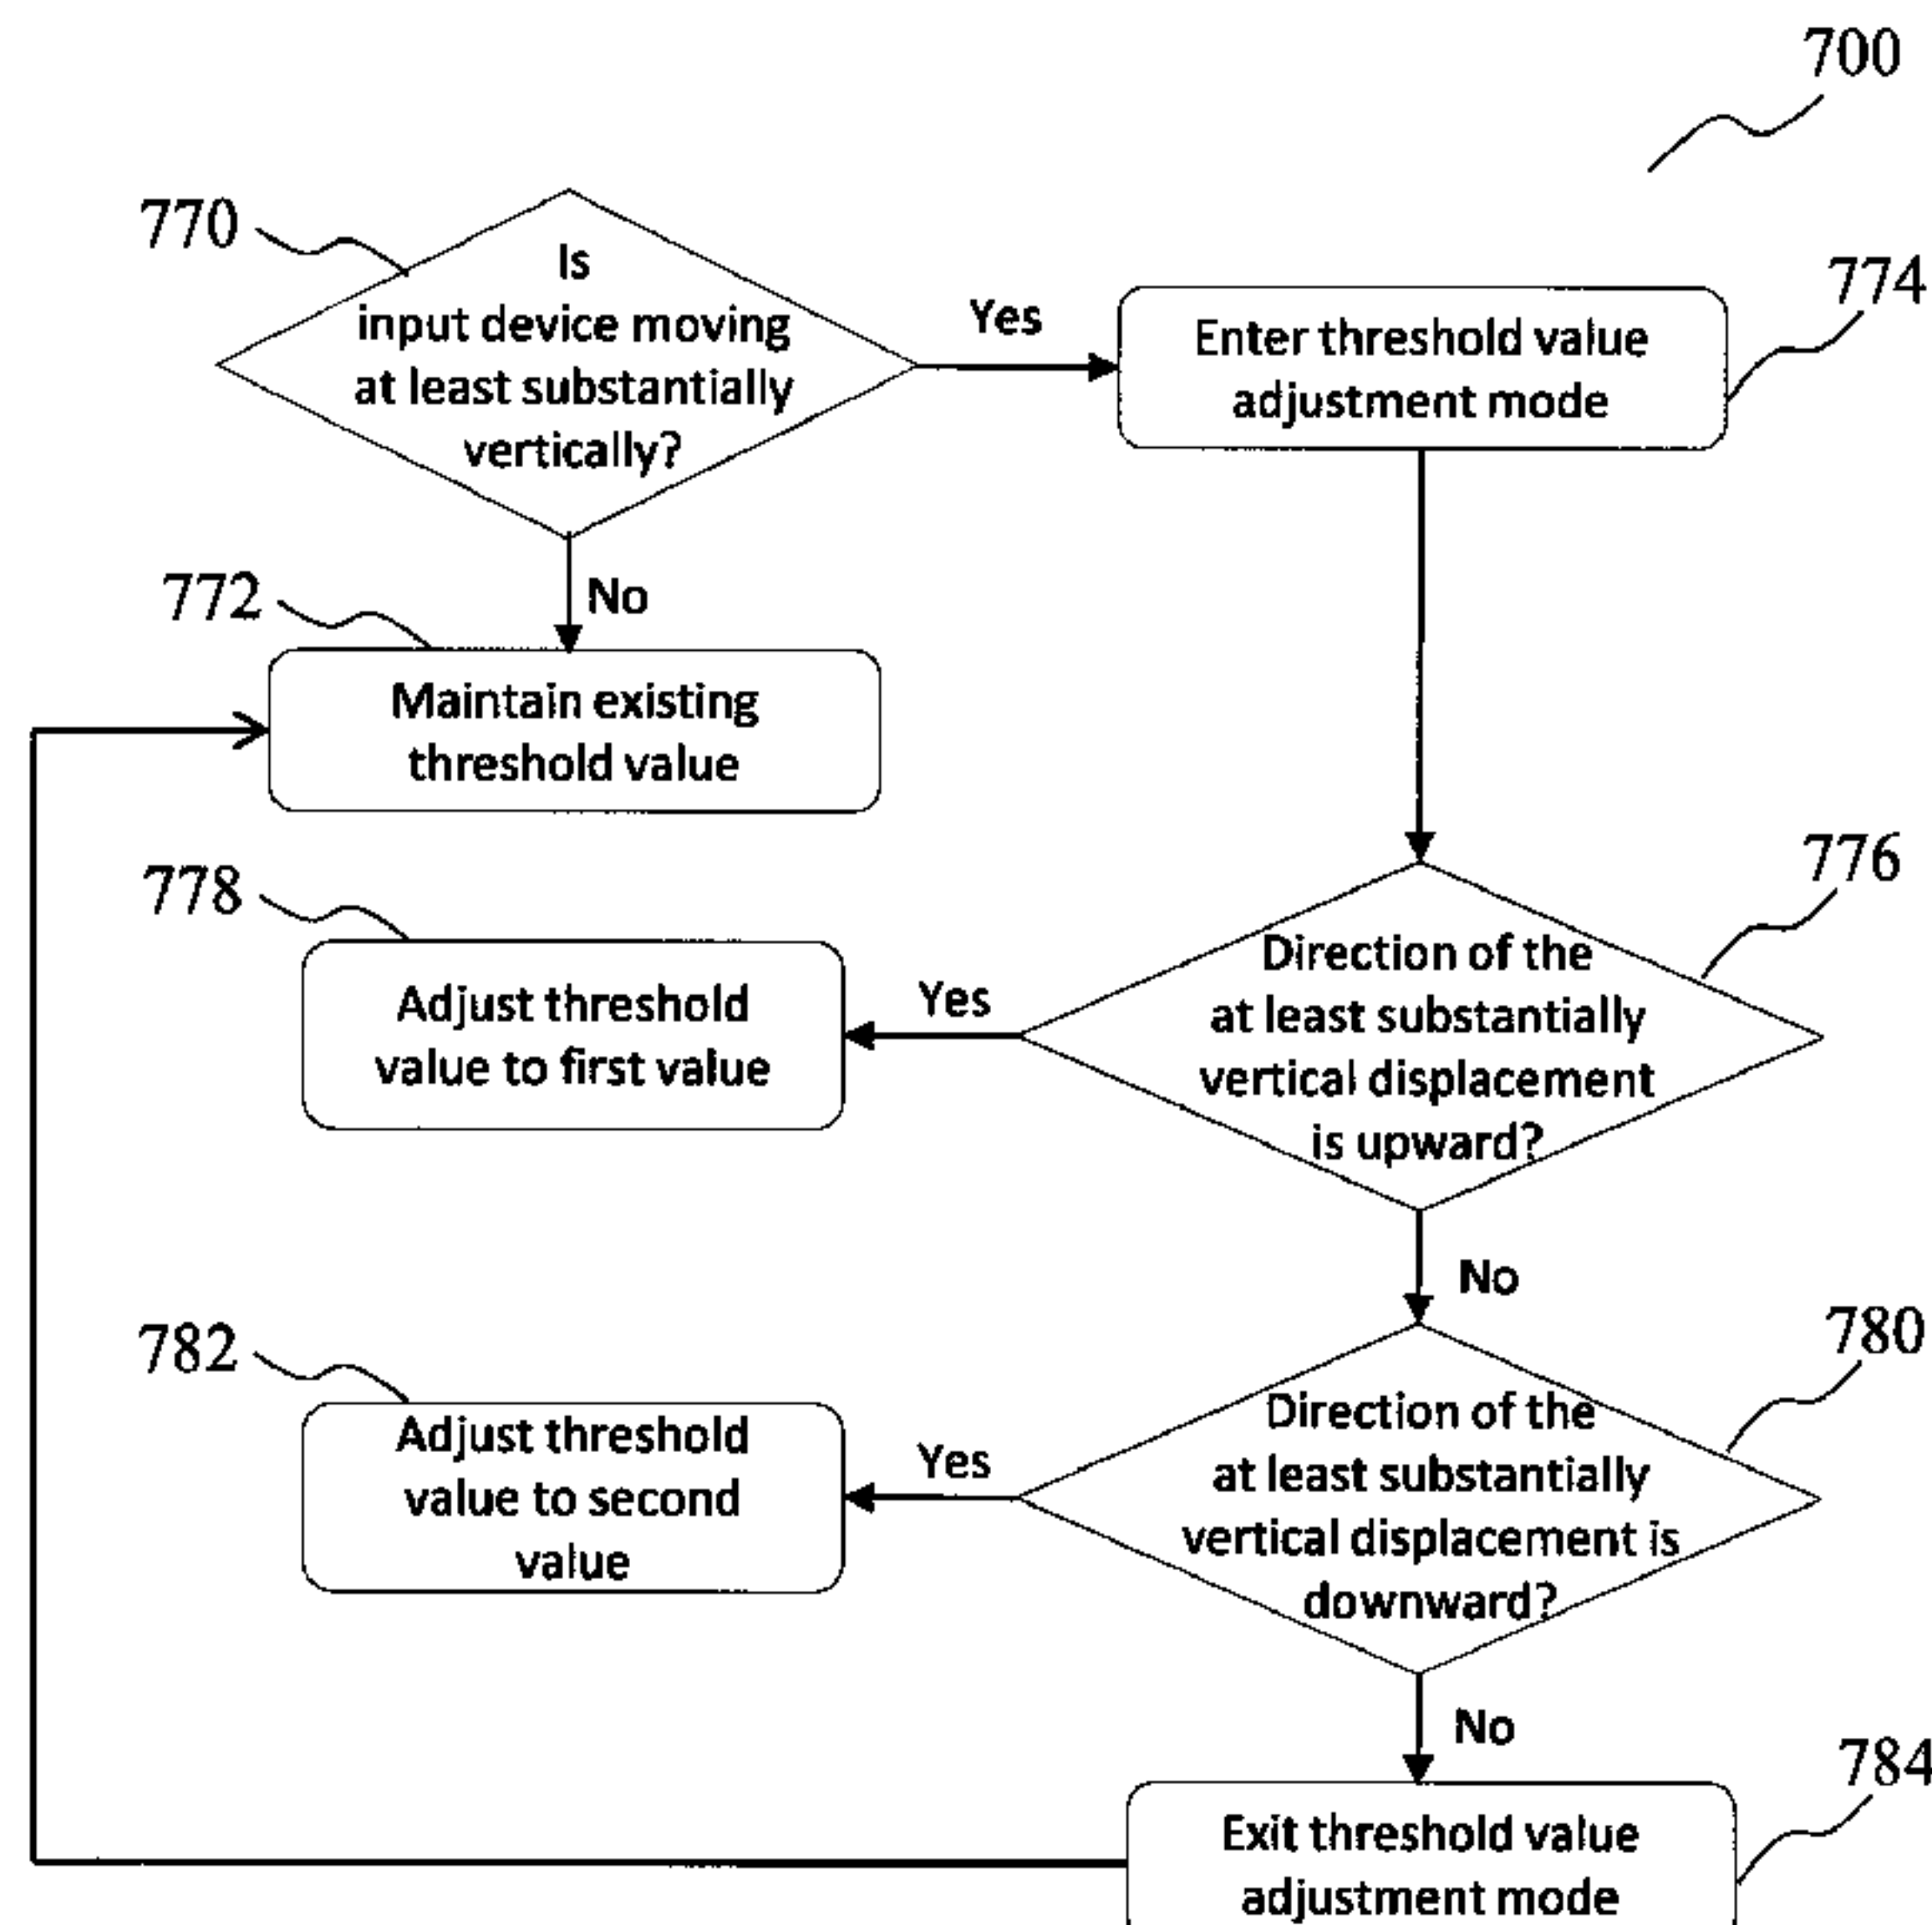 700
770
Is
input device moving
at least substantially
vertically?
Yes
774
Enter threshold value
adjustment mode
No
772
Maintain existing
threshold value
776
Direction of the
at least substantially
vertical displacement
is upward?
Yes
778
Adjust threshold
value to first value
No
780
Direction of the
at least substantially
vertical displacement is
downward?
Yes
782
Adjust threshold
value to second
value
No
784
Exit threshold value
adjustment mode